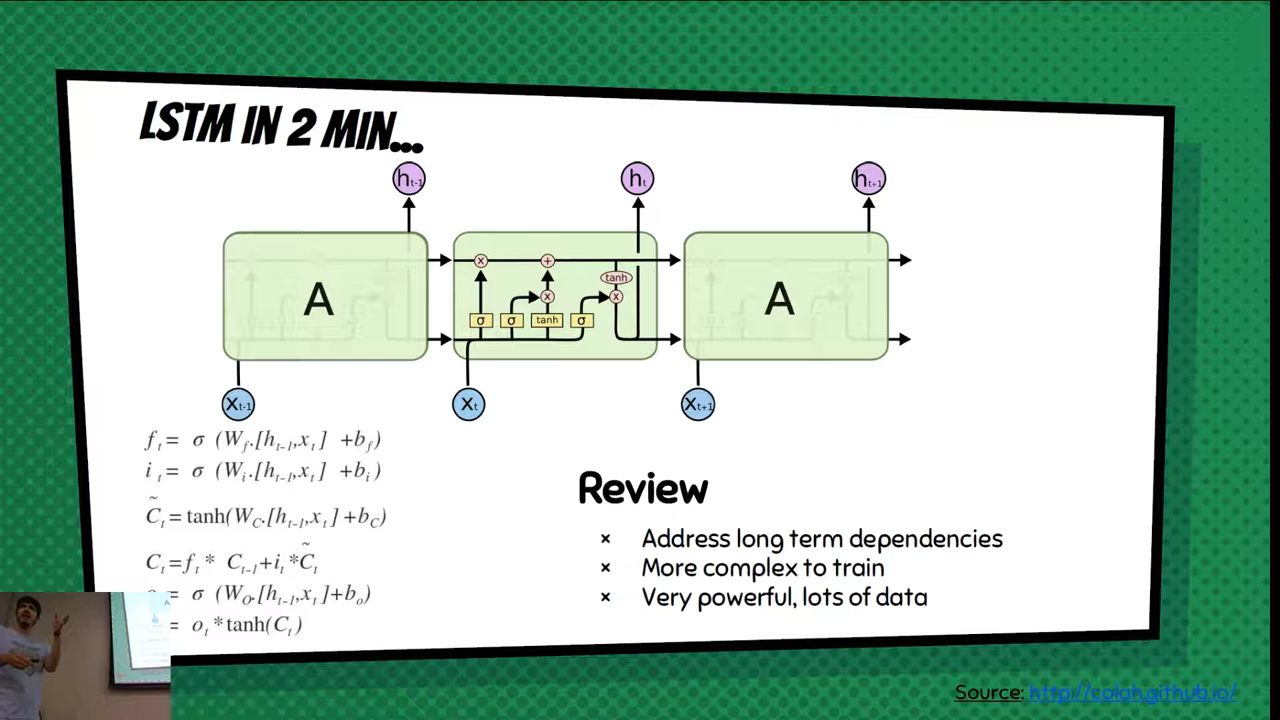 LSTM IN 2 MIN...
h t-1
h t
h t+1
A
x
+
tanh
x
x
σ
σ
tanh
σ
A
x t-1
x t
x t+1
f t = σ (W f .[h t-1 ,x t ] +b f )
i t = σ (W i .[h t-1 ,x t ] +b i )
C̃ t = tanh(W C .[h t-1 ,x t ]+b C )
C t =f t * C t-1 +i t *C̃ t
= σ (W O .[h t-1 ,x t ]+b o )
= o t *tanh(C t )
Review
× Address long term dependencies
× More complex to train
× Very powerful, lots of data
Source: http://colah.github.io/